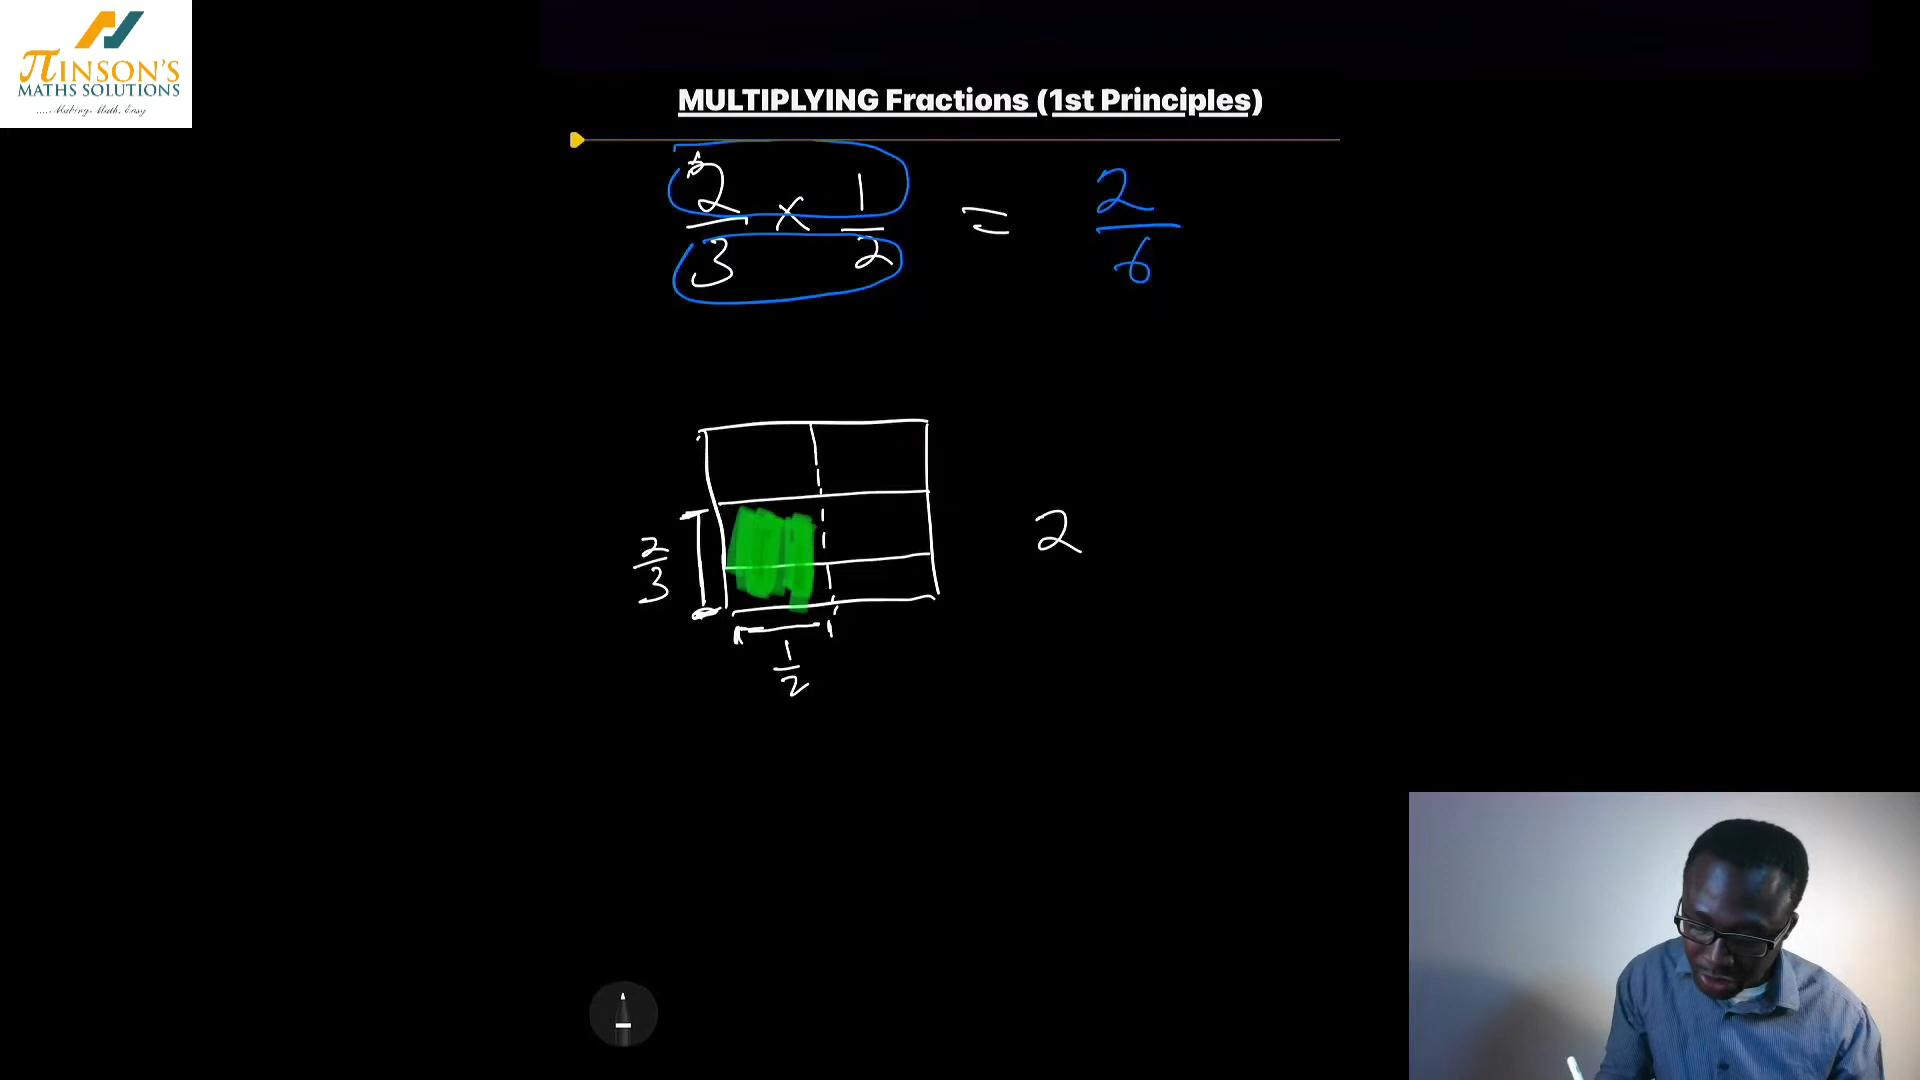 πINSON'S
MATHS SOLUTIONS
....Making Math Easy
MULTIPLYING Fractions (1st Principles)
2/3 × 1/2 = 2/6
2/3
2
1/2